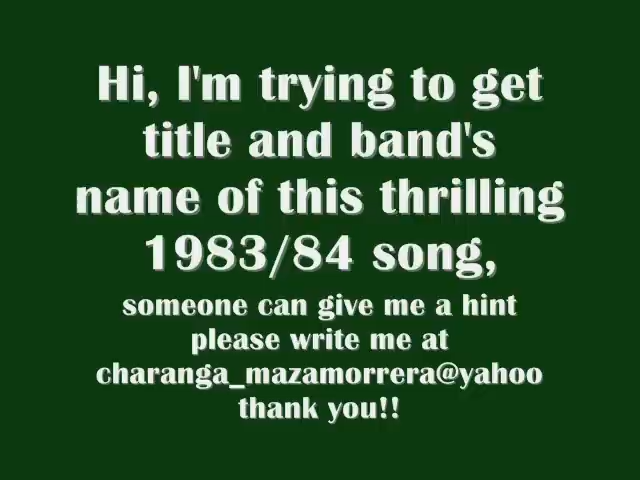 Hi, I'm trying to get
title and band's
name of this thrilling
1983/84 song,
someone can give me a hint
please write me at
charanga_mazamorrera@yahoo
thank you!!